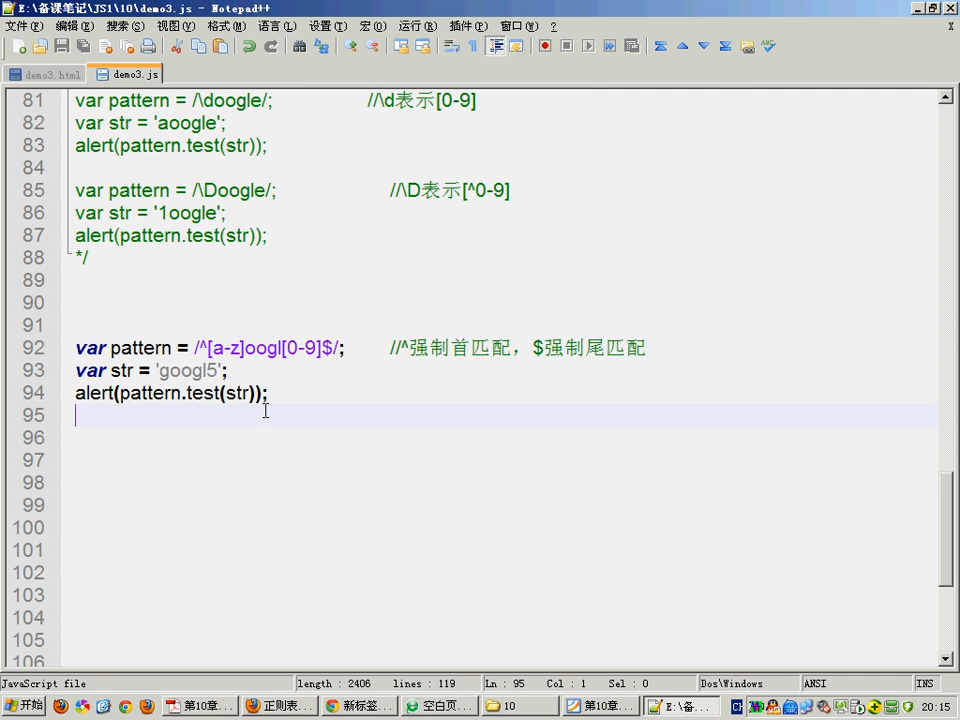 E:\备课笔记\JS1\10\demo3.js - Notepad++
文件(F) 编辑(E) 搜索(S) 视图(V) 格式(M) 语言(L) 设置(T) 宏(O) 运行(R) 插件(P) 窗口(W) ?
X
demo3.html demo3.js
81 var pattern = /\doogle/; //\d表示[0-9]
82 var str = 'aoogle';
83 alert(pattern.test(str));
84
85 var pattern = /\Doogle/; //\D表示[^0-9]
86 var str = '1oogle';
87 alert(pattern.test(str));
88 */
89
90
91
92 var pattern = /^[a-z]oogl[0-9]$/; //^强制首匹配，$强制尾匹配
93 var str = 'googl5';
94 alert(pattern.test(str));
95
96
97
98
99
100
101
102
103
104
105
106
JavaScript file length : 2406 lines : 119 Ln : 95 Col : 1 Sel : 0 Dos\Windows ANSI INS
开始 第10章... 正则表... 新标签... 空白页... 10 第10章... E:\备... 20:15